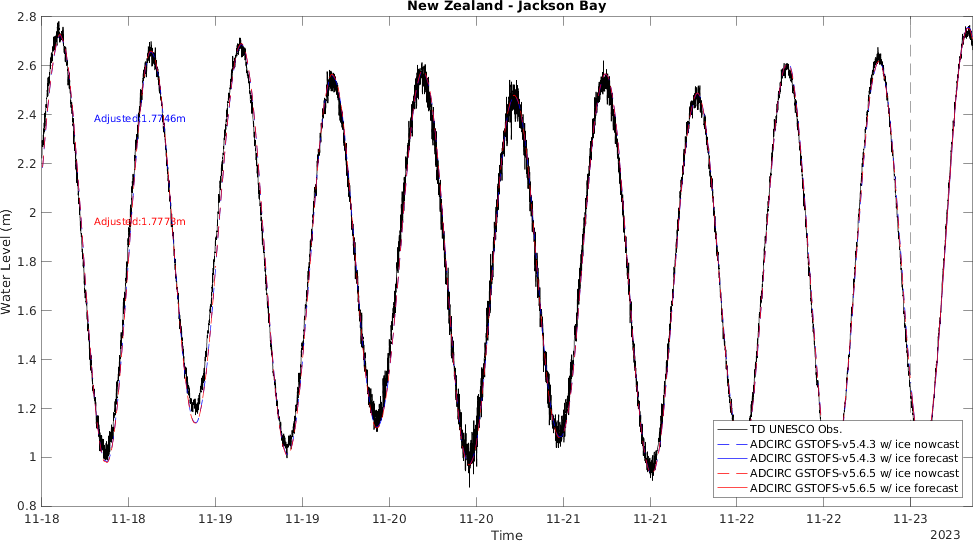 New Zealand - Jackson Bay
2.8
2.6
2.4
2.2
2
1.8
1.6
1.4
1.2
1
0.8
Water Level (m)
Adjusted:1.7746m
Adjusted:1.7773m
TD UNESCO Obs.
ADCIRC GSTOFS-v5.4.3 w/ ice nowcast
ADCIRC GSTOFS-v5.4.3 w/ ice forecast
ADCIRC GSTOFS-v5.6.5 w/ ice nowcast
ADCIRC GSTOFS-v5.6.5 w/ ice forecast
11-18 11-18 11-19 11-19 11-20 11-20 11-21 11-21 11-22 11-22 11-23
Time
2023